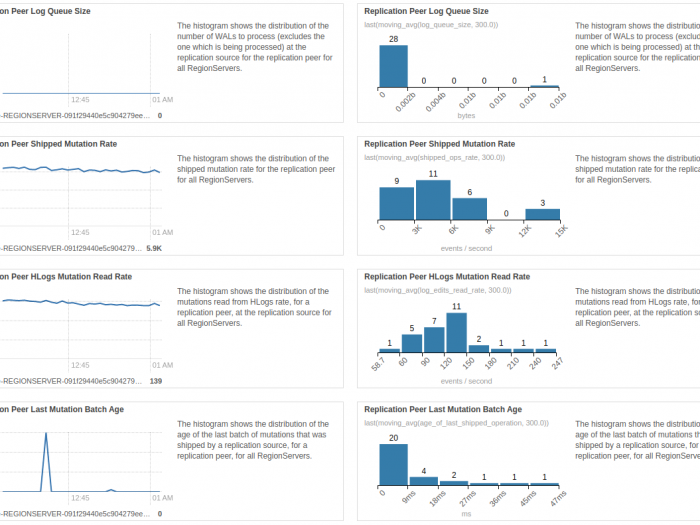 on Peer Log Queue Size
The histogram shows the distribution of the
number of WALs to process (excludes the
one which is being processed) at the
replication source for the replication peer for
all RegionServers.
12:45
01 AM
-REGIONSERVER-091f29440e5c904279ee... 0
Replication Peer Log Queue Size
last(moving_avg(log_queue_size, 300.0))
28
0
0
0
0
1
0
0.002b
0.004b
0.01b
0.01b
0.01b
0.01b
bytes
The histogram shows the distribution
number of WALs to process (exclud
one which is being processed) at the
replication source for the replication
all RegionServers.
on Peer Shipped Mutation Rate
The histogram shows the distribution of the
shipped mutation rate for the replication peer
for all RegionServers.
12:45
01 AM
-REGIONSERVER-091f29440e5c904279... 5.9K
Replication Peer Shipped Mutation Rate
last(moving_avg(shipped_ops_rate, 300.0))
9
11
6
0
3
0
3K
6K
9K
12K
15K
events / second
The histogram shows the distribution
shipped mutation rate for the replica
for all RegionServers.
on Peer HLogs Mutation Read Rate
The histogram shows the distribution of the
mutations read from HLogs rate, for a
replication peer, at the replication source for
all RegionServers.
12:45
01 AM
-REGIONSERVER-091f29440e5c904279... 139
Replication Peer HLogs Mutation Read Rate
last(moving_avg(log_edits_read_rate, 300.0))
1
5
7
11
2
1
1
1
58.7
60
90
120
150
180
210
240
247
events / second
The histogram shows the distribution
mutations read from HLogs rate, for
replication peer, at the replication so
all RegionServers.
on Peer Last Mutation Batch Age
The histogram shows the distribution of the
age of the last batch of mutations that was
shipped by a replication source, for a
replication peer, for all RegionServers.
12:45
01 AM
-REGIONSERVER-091f29440e5c904279ee... 0
Replication Peer Last Mutation Batch Age
last(moving_avg(age_of_last_shipped_operation, 300.0))
20
4
2
1
1
1
0
9ms
18ms
27ms
36ms
45ms
47ms
ms
The histogram shows the distribution
age of the last batch of mutations th
shipped by a replication source, for a
replication peer, for all RegionServer